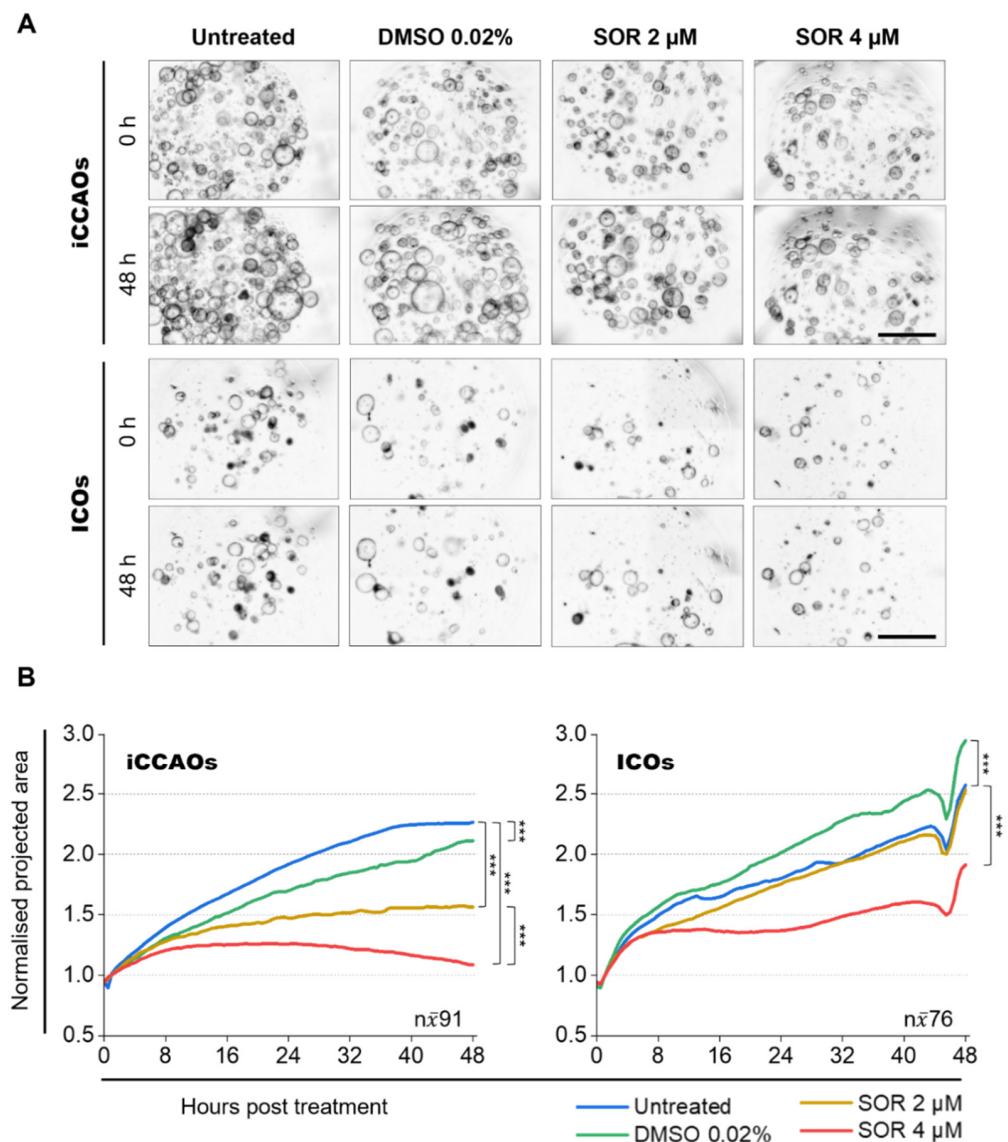 A
Untreated DMSO 0.02% SOR 2 µM SOR 4 µM
iCCAOs
0 h
48 h
ICOs
0 h
48 h
B
Normalised projected area
3.0
2.5
2.0
1.5
1.0
0.5
iCCAOs
***
***
***
***
nx̄91
0 8 16 24 32 40 48
3.0
2.5
2.0
1.5
1.0
0.5
ICOs
***
***
nx̄76
0 8 16 24 32 40 48
Hours post treatment
Untreated
DMSO 0.02%
SOR 2 µM
SOR 4 µM